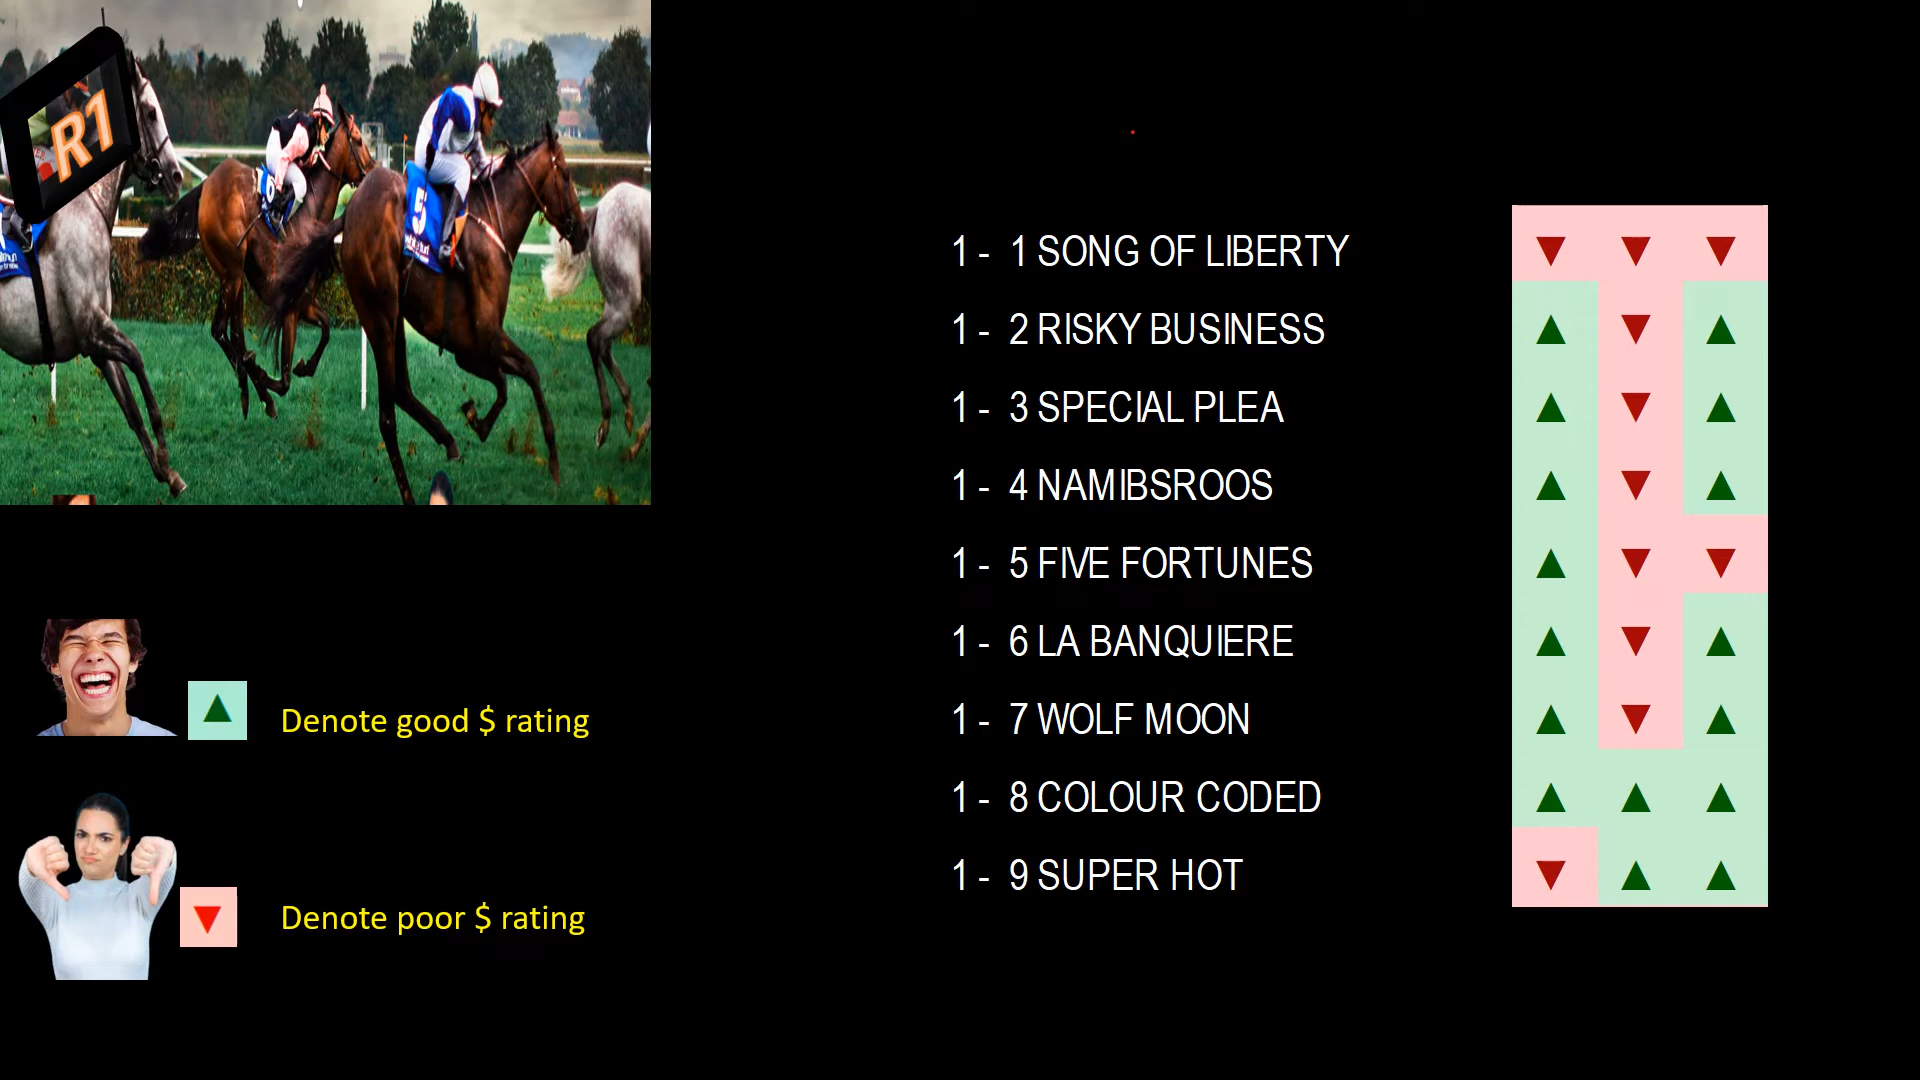 R1
6
5
1 - 1 SONG OF LIBERTY ▼ ▼ ▼
1 - 2 RISKY BUSINESS ▲ ▼ ▲
1 - 3 SPECIAL PLEA ▲ ▼ ▲
1 - 4 NAMIBSROOS ▲ ▼ ▲
1 - 5 FIVE FORTUNES ▲ ▼ ▼
1 - 6 LA BANQUIERE ▲ ▼ ▲
1 - 7 WOLF MOON ▲ ▼ ▲
1 - 8 COLOUR CODED ▲ ▲ ▲
1 - 9 SUPER HOT ▼ ▲ ▲
▲ Denote good $ rating
▼ Denote poor $ rating